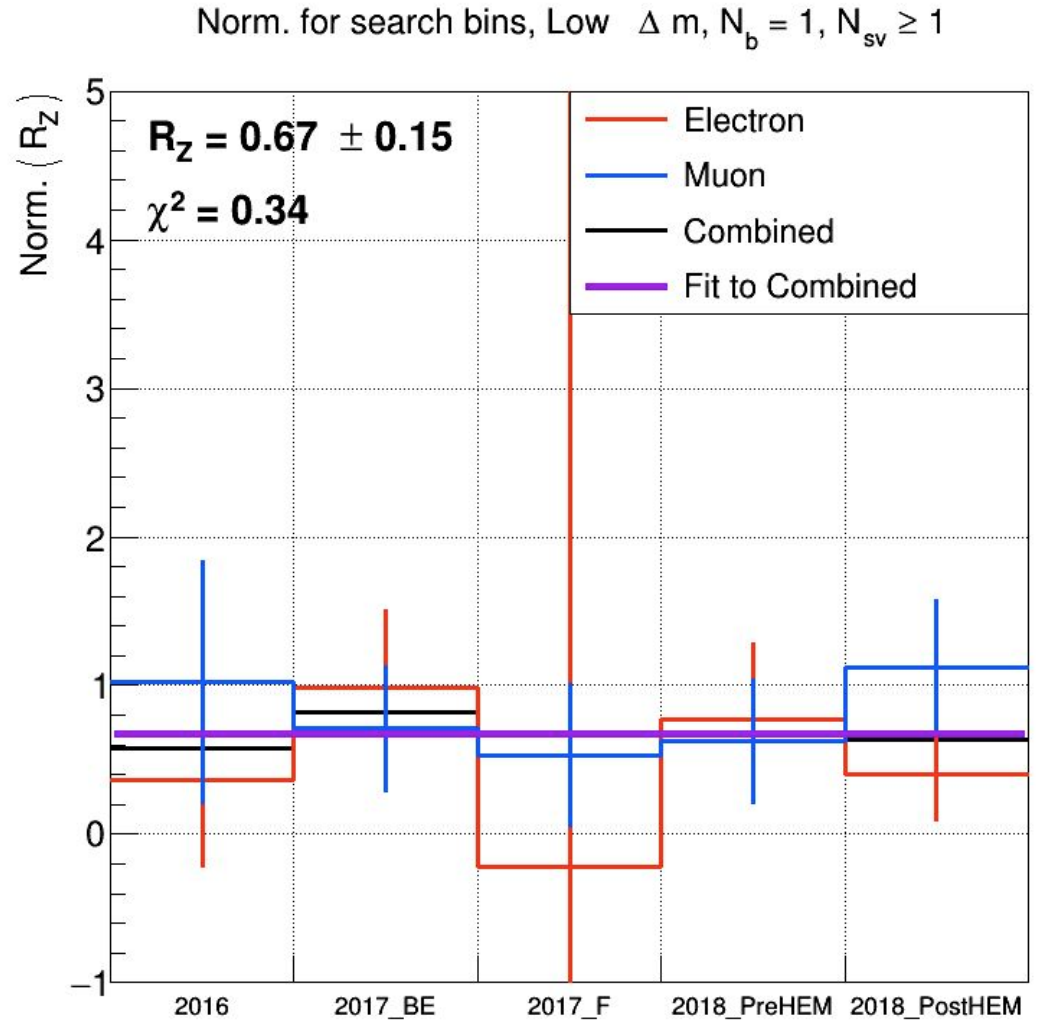 Norm. for search bins, Low Δ m, N_b = 1, N_sv ≥ 1
Norm. (R_Z)
R_Z = 0.67 ± 0.15
χ² = 0.34
Electron
Muon
Combined
Fit to Combined
5
4
3
2
1
0
−1
2016 2017_BE 2017_F 2018_PreHEM 2018_PostHEM